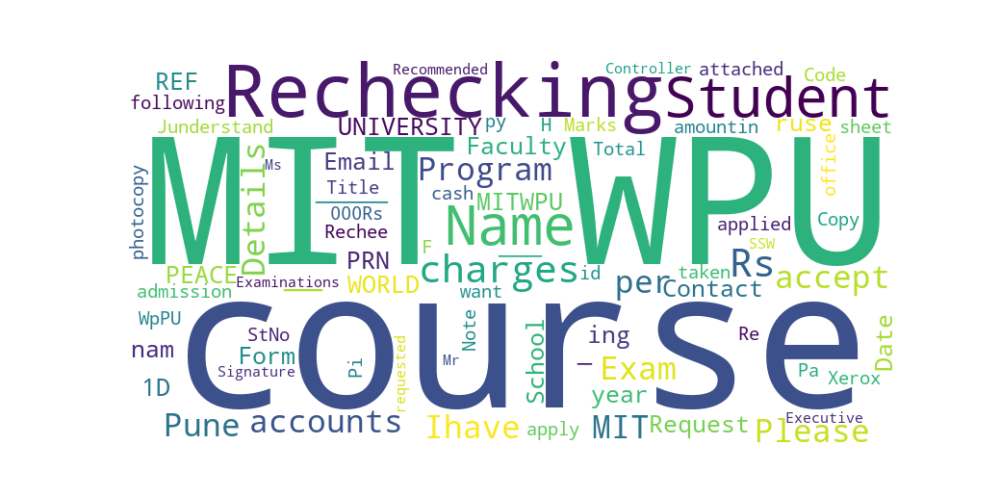 Recommended Controller attached
REF Rechecking Student Code
following
Junderstand UNIVERSITY py H Marks amountin ruse sheet
MIT WPU
photocopy Details Ms Email Faculty Total office
Title Program
cash MITWPU
OOORs Name applied Copy
Rechee F SSW
PRN charges id per Rs taken accept
PEACE Examinations WORLD want Contact
admission
course
WpPU StNo Note School ing Re Date
nam Form Pi Mr — Exam Pa Xerox
1D Signature requested year
Pune accounts Ihave apply MIT Request Executive Please